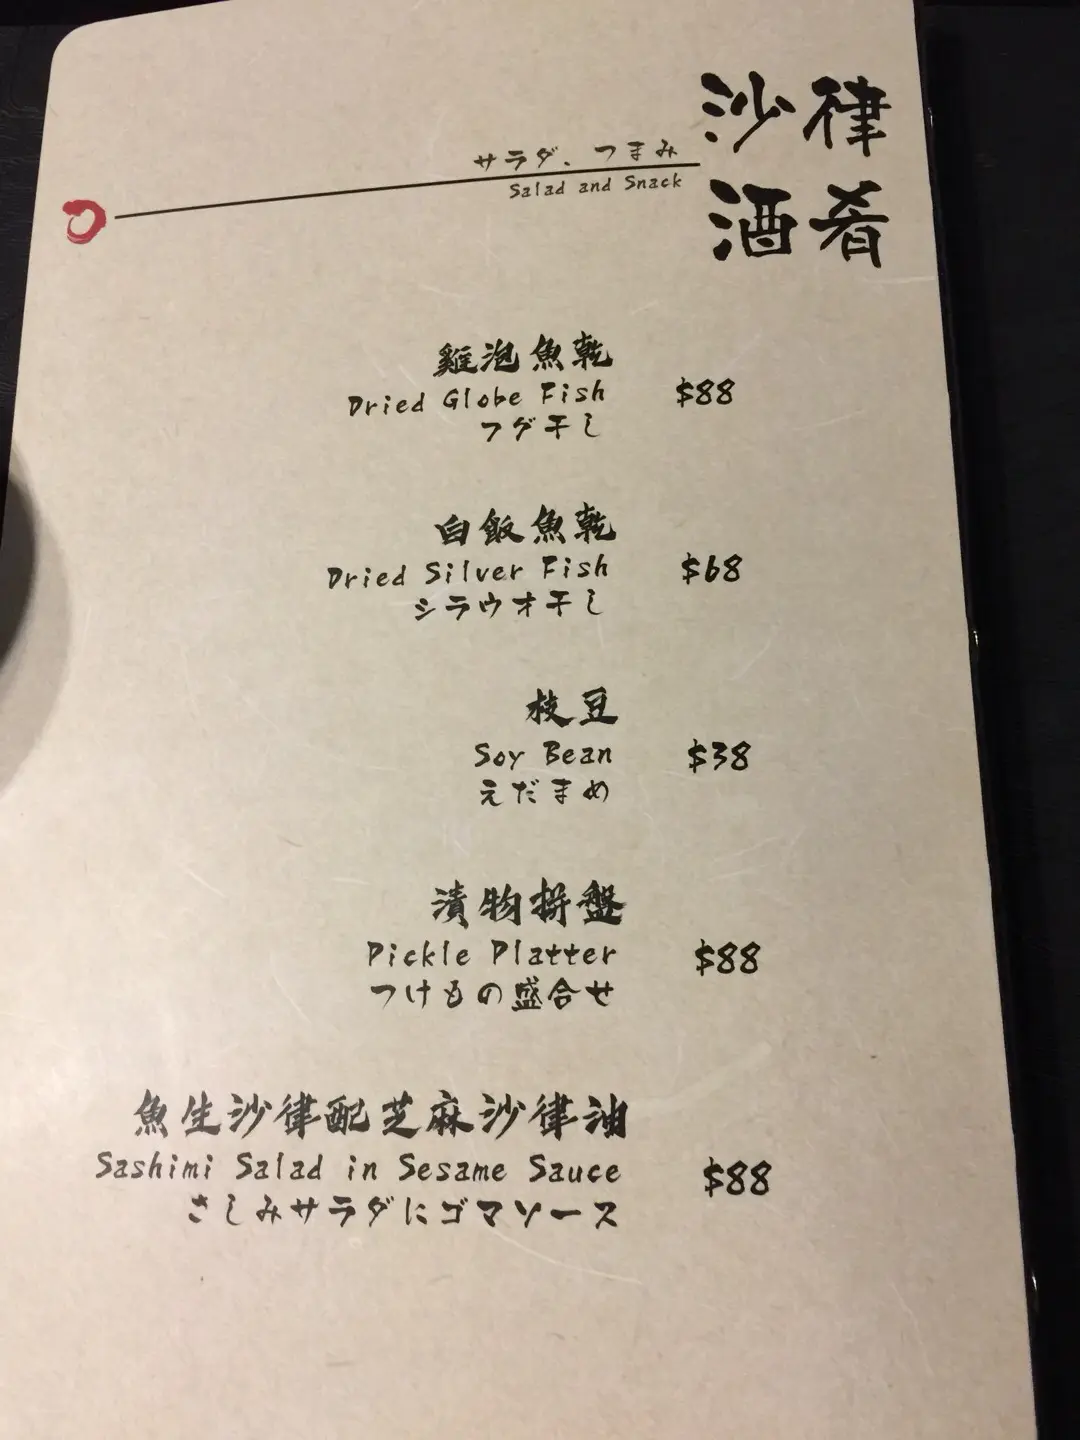 沙律
酒肴
サラダ、つまみ
Salad and Snack
雞泡魚乾
Dried Globe Fish $88
フグ干し
白飯魚乾
Dried Silver Fish $68
シラウオ干し
枝豆
Soy Bean $38
えだまめ
漬物拼盤
Pickle Platter $88
つけもの盛合せ
魚生沙律配芝麻沙律油
Sashimi Salad in Sesame Sauce $88
さしみサラダにゴマソース